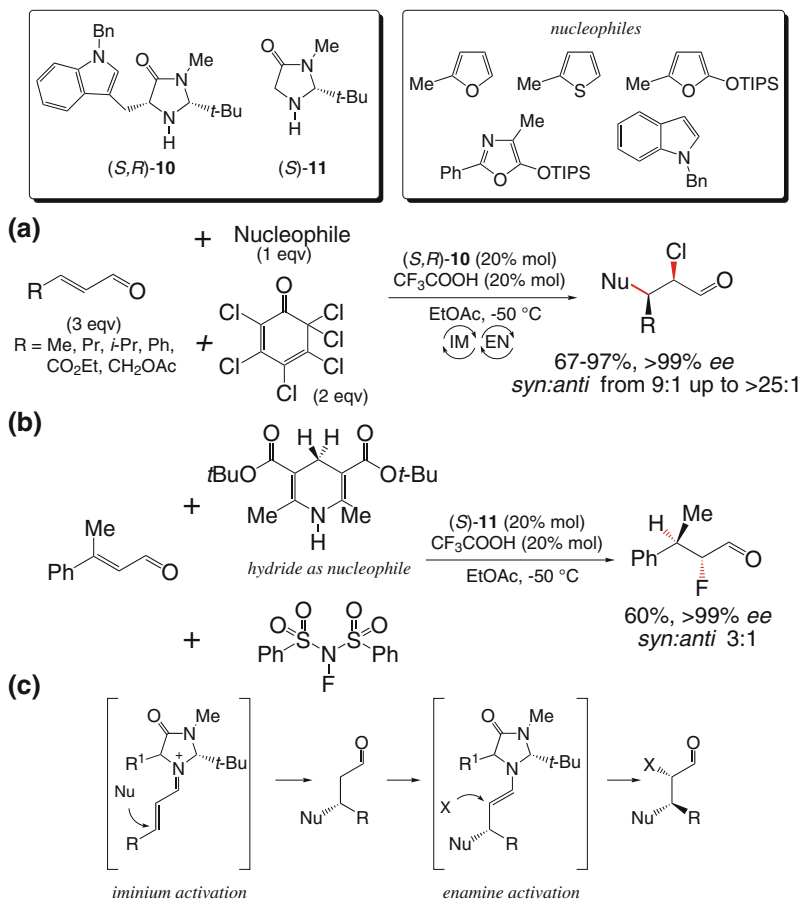 Bn
N
O
N
Me
N
H
t-Bu
(S,R)-10
O
N
Me
N
H
t-Bu
(S)-11
nucleophiles
Me
O
Me
S
Me
O
OTIPS
Me
N
Ph
O
OTIPS
N
Bn
(a)
R
O
(3 eqv)
R = Me, Pr, i-Pr, Ph,
CO2Et, CH2OAc
+
Nucleophile
(1 eqv)
+
O
Cl
Cl
Cl
Cl
Cl
Cl
Cl
(2 eqv)
(S,R)-10 (20% mol)
CF3COOH (20% mol)
EtOAc, -50 °C
IM EN
Cl
Nu
O
R
67-97%, >99% ee
syn:anti from 9:1 up to >25:1
(b)
Me
Ph
O
+
O H H O
tBuO Ot-Bu
Me N Me
H
hydride as nucleophile
+
O O O O
S S
Ph N Ph
F
(S)-11 (20% mol)
CF3COOH (20% mol)
EtOAc, -50 °C
H Me
Ph O
F
60%, >99% ee
syn:anti 3:1
(c)
O
N
Me
R1
N
+
t-Bu
Nu
R
iminium activation
O
Nu R
O
N
Me
R1
N
t-Bu
X
Nu R
enamine activation
O
X
Nu R